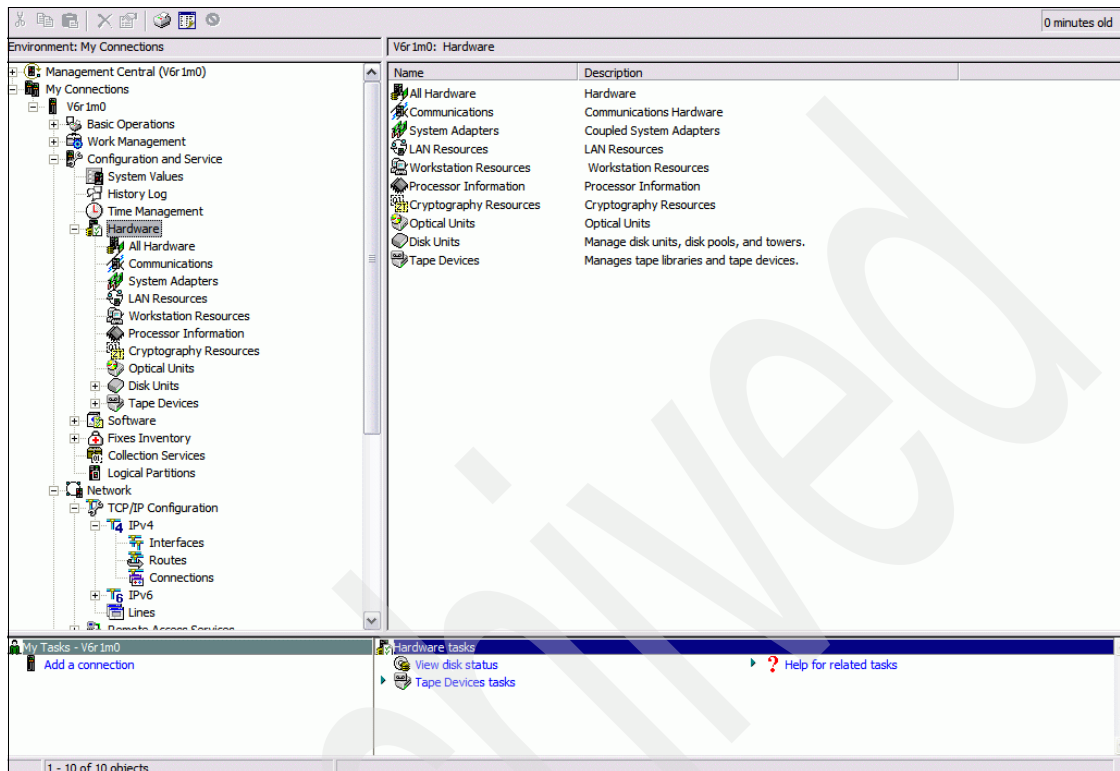 0 minutes old
Environment: My Connections
V6r1m0: Hardware
Management Central (V6r1m0)
My Connections
V6r1m0
Basic Operations
Work Management
Configuration and Service
System Values
History Log
Time Management
Hardware
All Hardware
Communications
System Adapters
LAN Resources
Workstation Resources
Processor Information
Cryptography Resources
Optical Units
Disk Units
Tape Devices
Software
Fixes Inventory
Collection Services
Logical Partitions
Network
TCP/IP Configuration
IPv4
Interfaces
Routes
Connections
IPv6
Lines
Remote Access Services
Name Description
All Hardware Hardware
Communications Communications Hardware
System Adapters Coupled System Adapters
LAN Resources LAN Resources
Workstation Resources Workstation Resources
Processor Information Processor Information
Cryptography Resources Cryptography Resources
Optical Units Optical Units
Disk Units Manage disk units, disk pools, and towers.
Tape Devices Manages tape libraries and tape devices.
My Tasks - V6r1m0
Add a connection
Hardware tasks
View disk status
Tape Devices tasks
Help for related tasks
1 - 10 of 10 objects